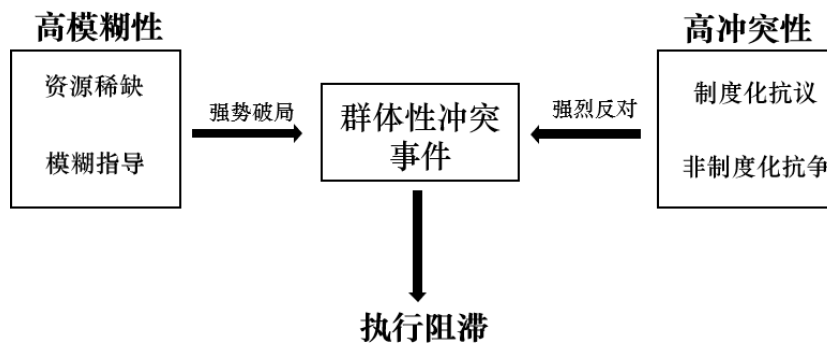 高模糊性
资源稀缺
模糊指导
强势破局
群体性冲突
事件
强烈反对
高冲突性
制度化抗议
非制度化抗争
执行阻滞